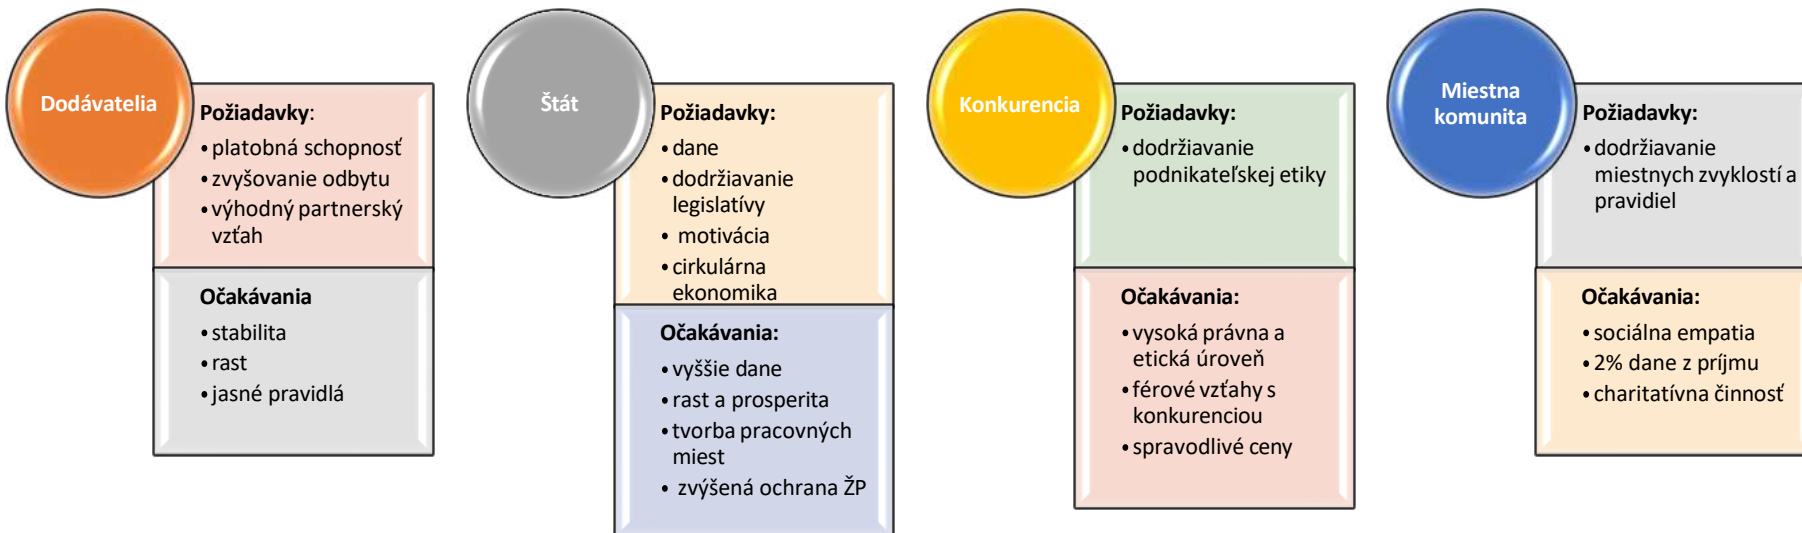 Dodávatelia
Požiadavky:
• platobná schopnosť
• zvyšovanie odbytu
• výhodný partnerský
vzťah
Očakávania
• stabilita
• rast
• jasné pravidlá
Štát
Požiadavky:
• dane
• dodržiavanie
legislatívy
• motivácia
• cirkulárna
ekonomika
Očakávania:
• vyššie dane
• rast a prosperita
• tvorba pracovných
miest
• zvýšená ochrana ŽP
Konkurencia
Požiadavky:
• dodržiavanie
podnikateľskej etiky
Očakávania:
• vysoká právna a
etická úroveň
• férové vzťahy s
konkurenciou
• spravodlivé ceny
Miestna
komunita
Požiadavky:
• dodržiavanie
miestnych zvyklostí a
pravidiel
Očakávania:
• sociálna empatia
• 2% dane z príjmu
• charitatívna činnosť